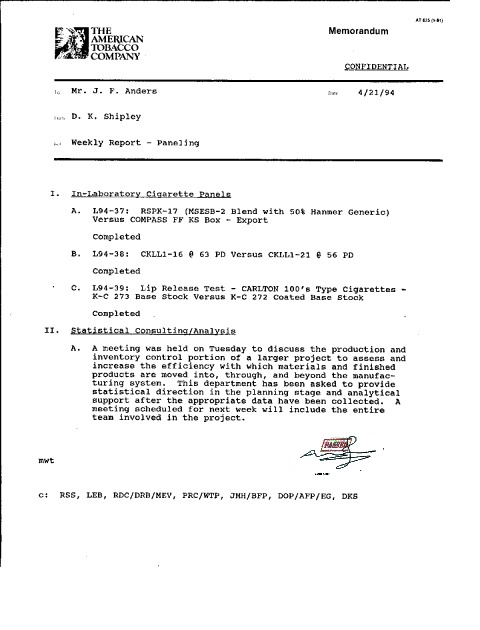 AT 025 (9-81)
THE
AMERICAN
TOBACCO
COMPANY
Memorandum
CONFIDENTIAL
To Mr. J. F. Anders
Date 4/21/94
From D. K. Shipley
Weekly Report - Paneling
I. In-Laboratory Cigarette Panels
A. L94-37: RSPK-17 (MSESB-2 Blend with 50% Hanmer Generic)
Versus COMPASS FF KS Box - Export
Completed
B. L94-38: CKLL1-16 @ 63 PD Versus CKLL1-21 @ 56 PD
Completed
C. L94-39: Lip Release Test - CARLTON 100's Type Cigarettes -
K-C 273 Base Stock Versus K-C 272 Coated Base Stock
Completed
II. Statistical Consulting/Analysis
A. A meeting was held on Tuesday to discuss the production and
inventory control portion of a larger project to assess and
increase the efficiency with which materials and finished
products are moved into, through, and beyond the manufac-
turing system. This department has been asked to provide
statistical direction in the planning stage and analytical
support after the appropriate data have been collected. A
meeting scheduled for next week will include the entire
team involved in the project.
mwt
c: RSS, LEB, RDC/DRB/MEV, PRC/WTP, JMH/BFP, DOP/AFP/EG, DKS